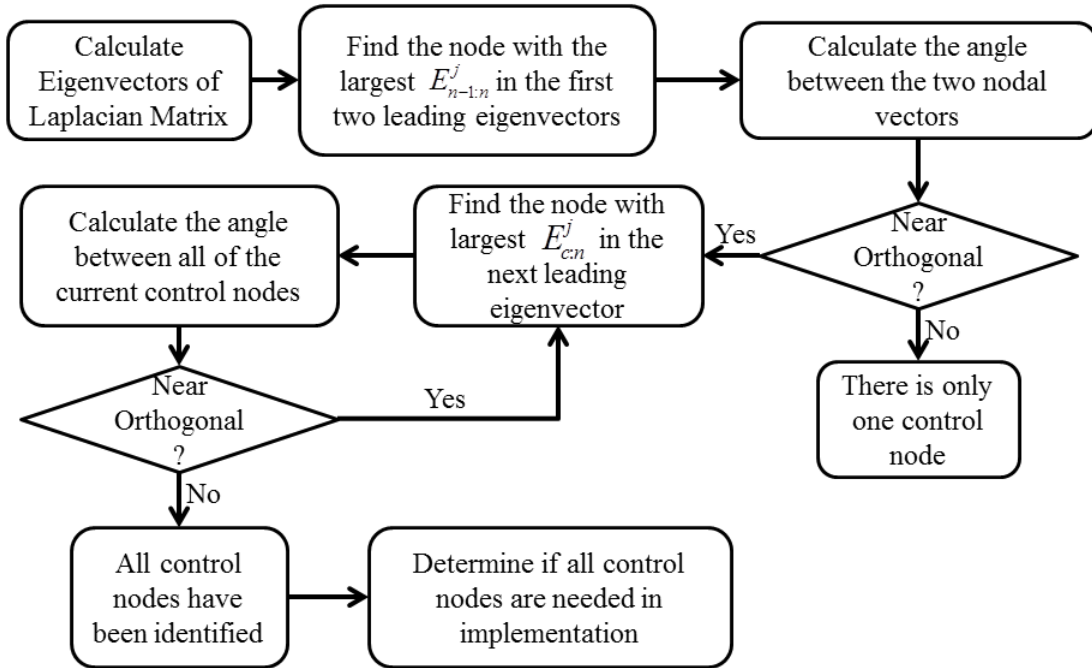 Calculate
Eigenvectors of
Laplacian Matrix
Find the node with the
largest $E_{n-1:n}^{j}$ in the first
two leading eigenvectors
Calculate the angle
between the two nodal
vectors
Near
Orthogonal
?
Yes
No
There is only
one control
node
Find the node with
largest $E_{c:n}^{j}$ in the
next leading
eigenvector
Calculate the angle
between all of the
current control nodes
Near
Orthogonal
?
Yes
No
All control
nodes have
been identified
Determine if all control
nodes are needed in
implementation